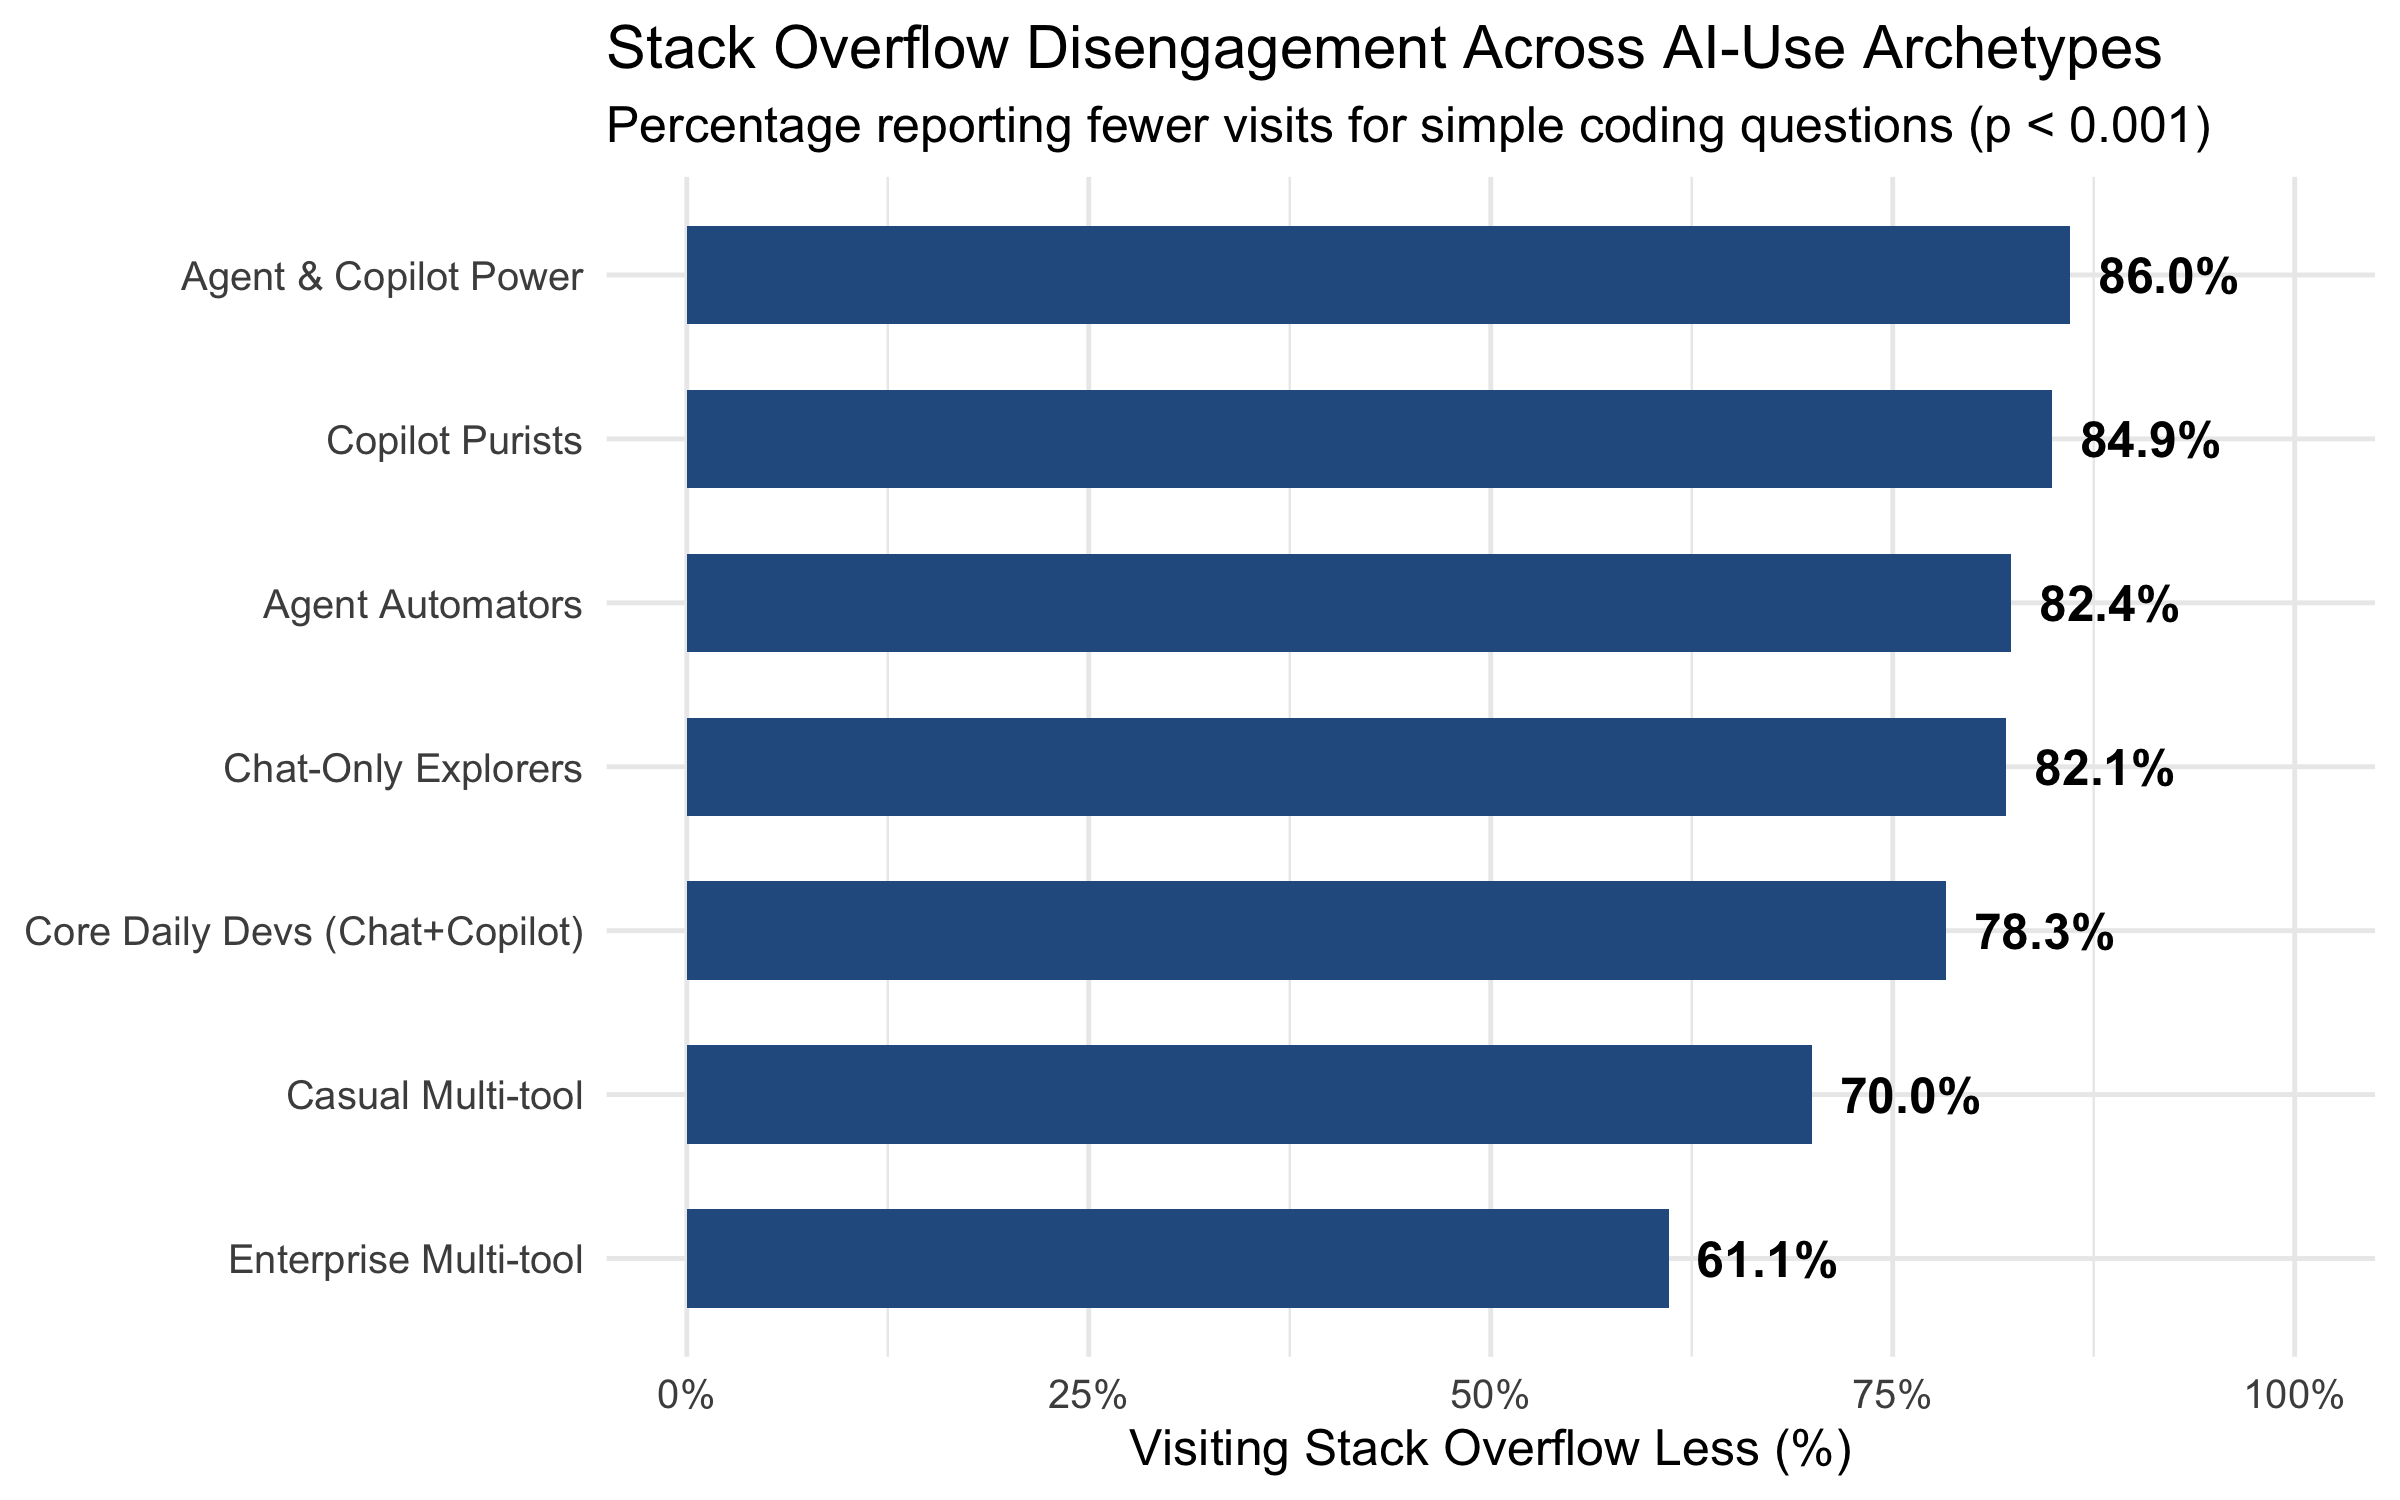 Stack Overflow Disengagement Across AI-Use Archetypes
Percentage reporting fewer visits for simple coding questions (p < 0.001)
Agent & Copilot Power 86.0%
Copilot Purists 84.9%
Agent Automators 82.4%
Chat-Only Explorers 82.1%
Core Daily Devs (Chat+Copilot) 78.3%
Casual Multi-tool 70.0%
Enterprise Multi-tool 61.1%
0% 25% 50% 75% 100%
Visiting Stack Overflow Less (%)